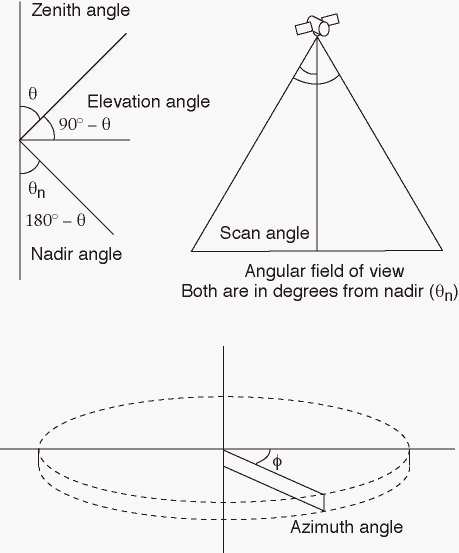 Zenith angle
θ
Elevation angle
90° – θ
θn
180° – θ
Nadir angle
Scan angle
Angular field of view
Both are in degrees from nadir (θn)
ϕ
Azimuth angle